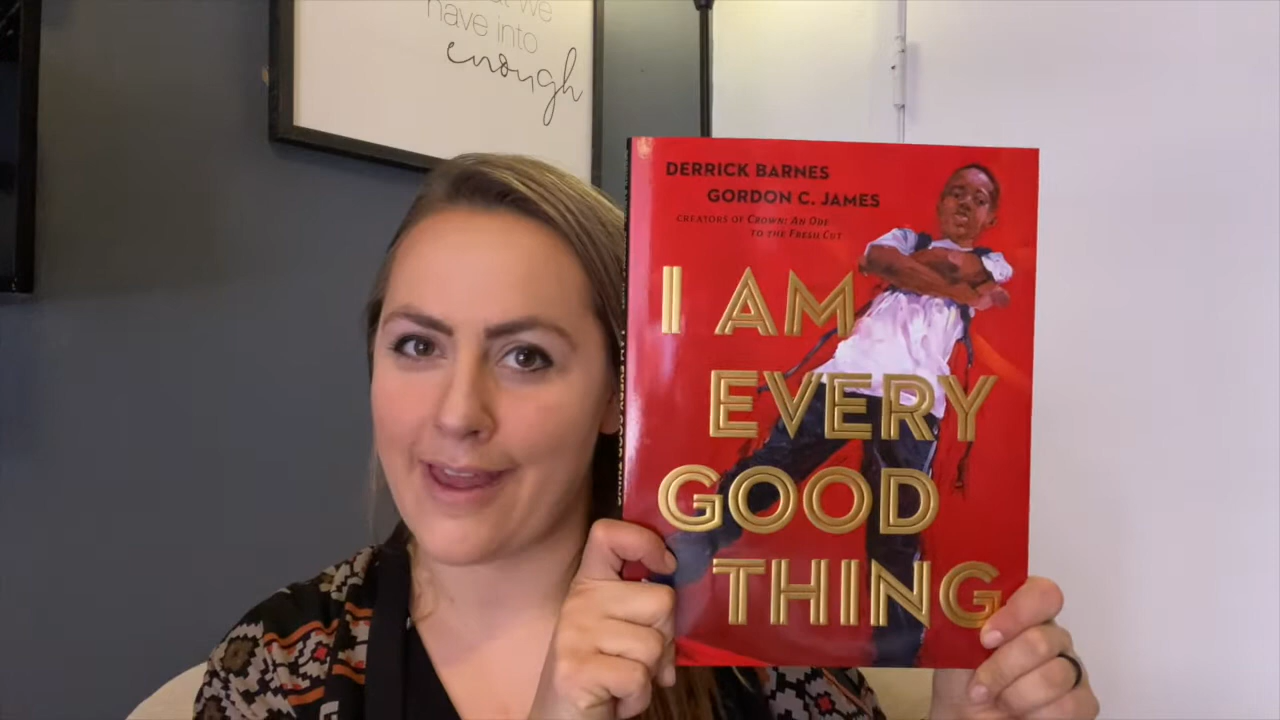 we
have into
enough
DERRICK BARNES
GORDON C. JAMES
CREATORS OF CROWN: AN ODE
TO THE FRESH CUT
I AM
EVERY
GOOD
THING